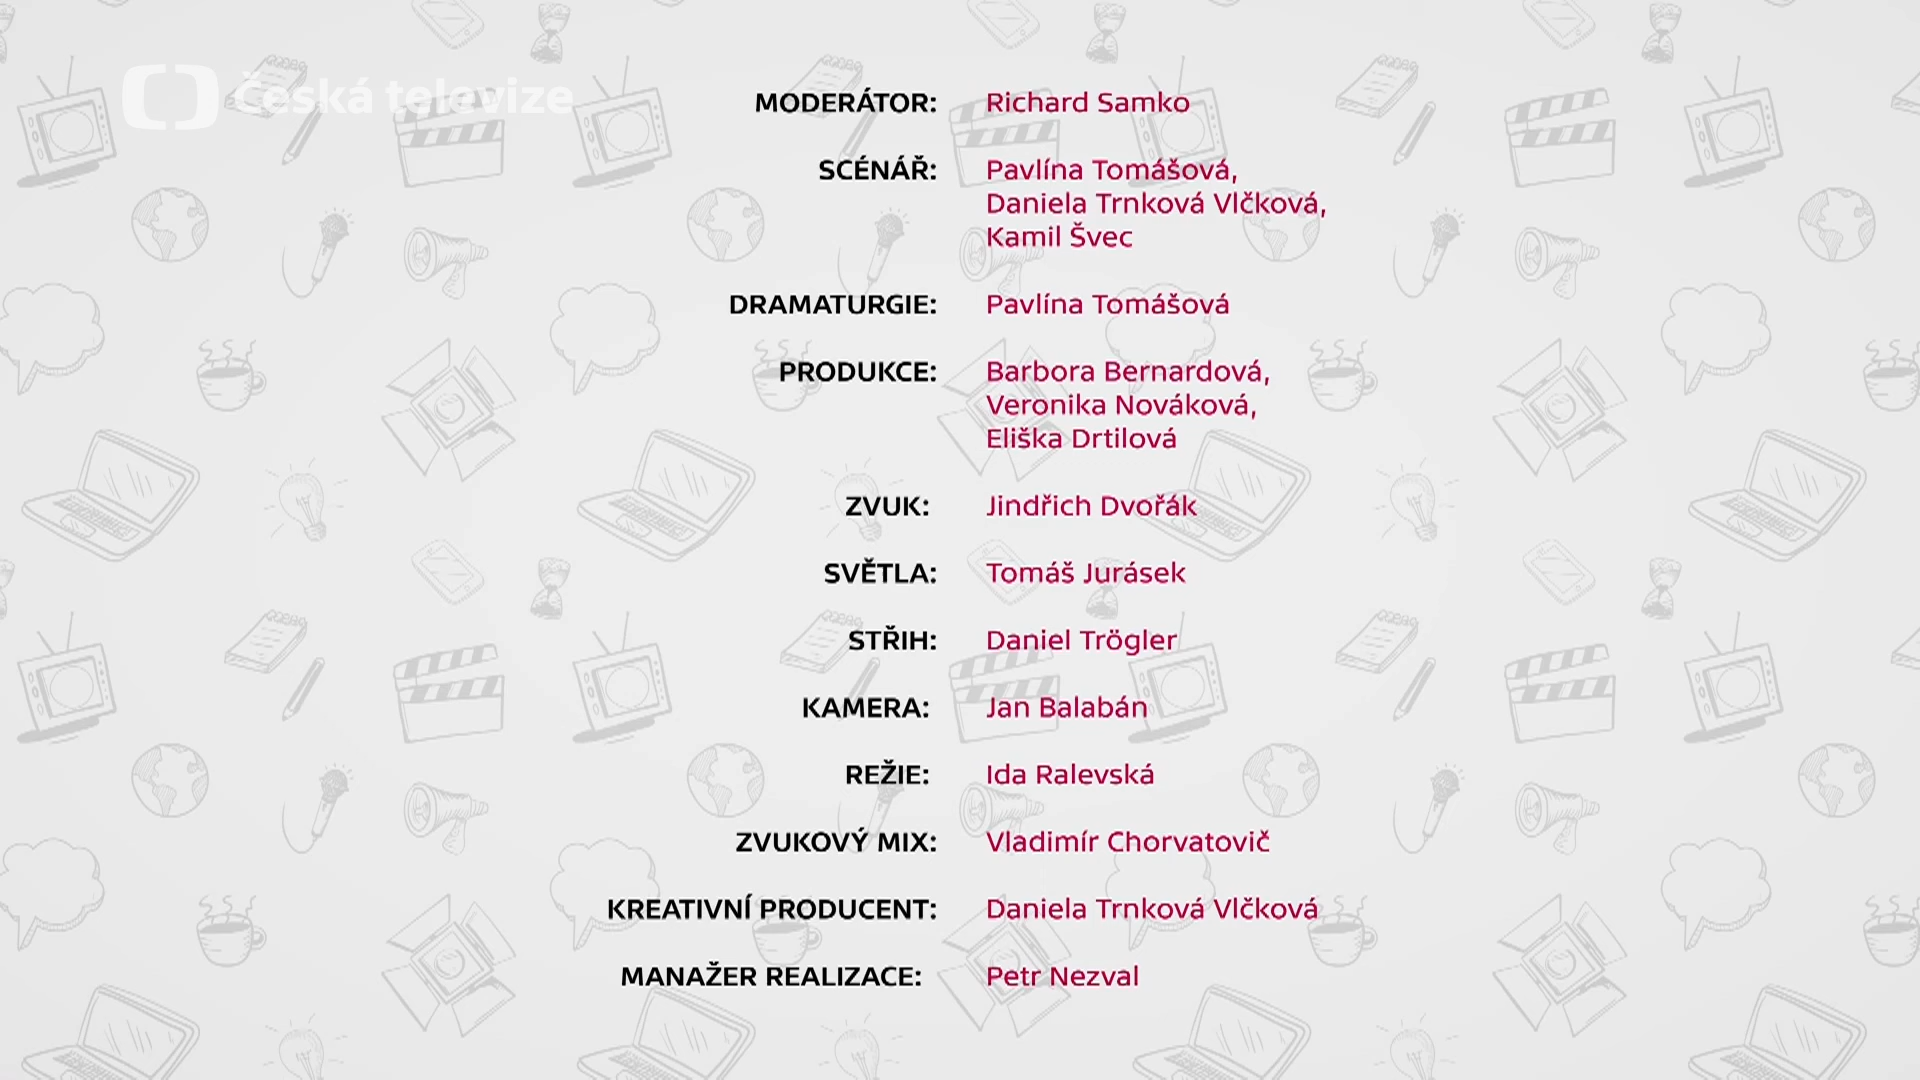 Česká televize
MODERÁTOR: Richard Samko
SCÉNÁŘ: Pavlína Tomášová,
Daniela Trnková Vlčková,
Kamil Švec
DRAMATURGIE: Pavlína Tomášová
PRODUKCE: Barbora Bernardová,
Veronika Nováková,
Eliška Drtilová
ZVUK: Jindřich Dvořák
SVĚTLA: Tomáš Jurásek
STŘIH: Daniel Trögler
KAMERA: Jan Balabán
REŽIE: Ida Ralevská
ZVUKOVÝ MIX: Vladimír Chorvatovič
KREATIVNÍ PRODUCENT: Daniela Trnková Vlčková
MANAŽER REALIZACE: Petr Nezval